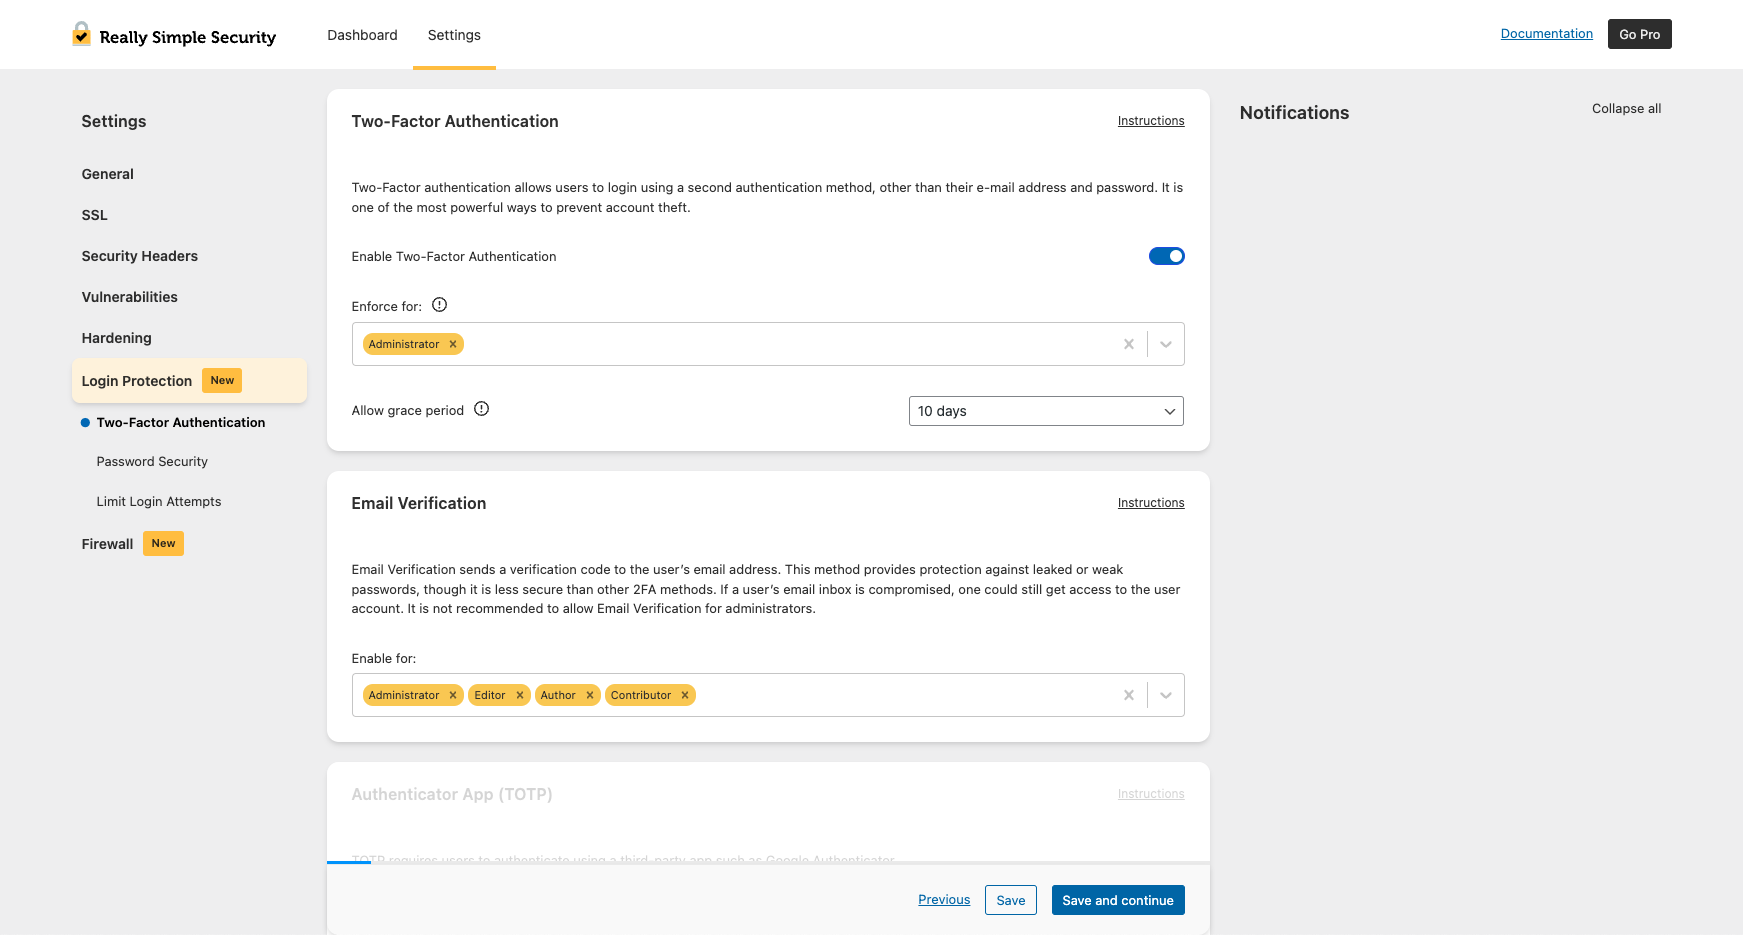 Really Simple Security
Dashboard
Settings
Documentation
Go Pro
Settings
General
SSL
Security Headers
Vulnerabilities
Hardening
Login Protection New
Two-Factor Authentication
Password Security
Limit Login Attempts
Firewall New
Two-Factor Authentication
Instructions
Two-Factor authentication allows users to login using a second authentication method, other than their e-mail address and password. It is
one of the most powerful ways to prevent account theft.
Enable Two-Factor Authentication
Enforce for:
Administrator
Allow grace period
10 days
Email Verification
Instructions
Email Verification sends a verification code to the user’s email address. This method provides protection against leaked or weak
passwords, though it is less secure than other 2FA methods. If a user’s email inbox is compromised, one could still get access to the user
account. It is not recommended to allow Email Verification for administrators.
Enable for:
Administrator Editor Author Contributor
Authenticator App (TOTP)
Instructions
TOTP requires users to authenticate using a third-party app such as Google Authenticator.
Previous
Save
Save and continue
Notifications
Collapse all